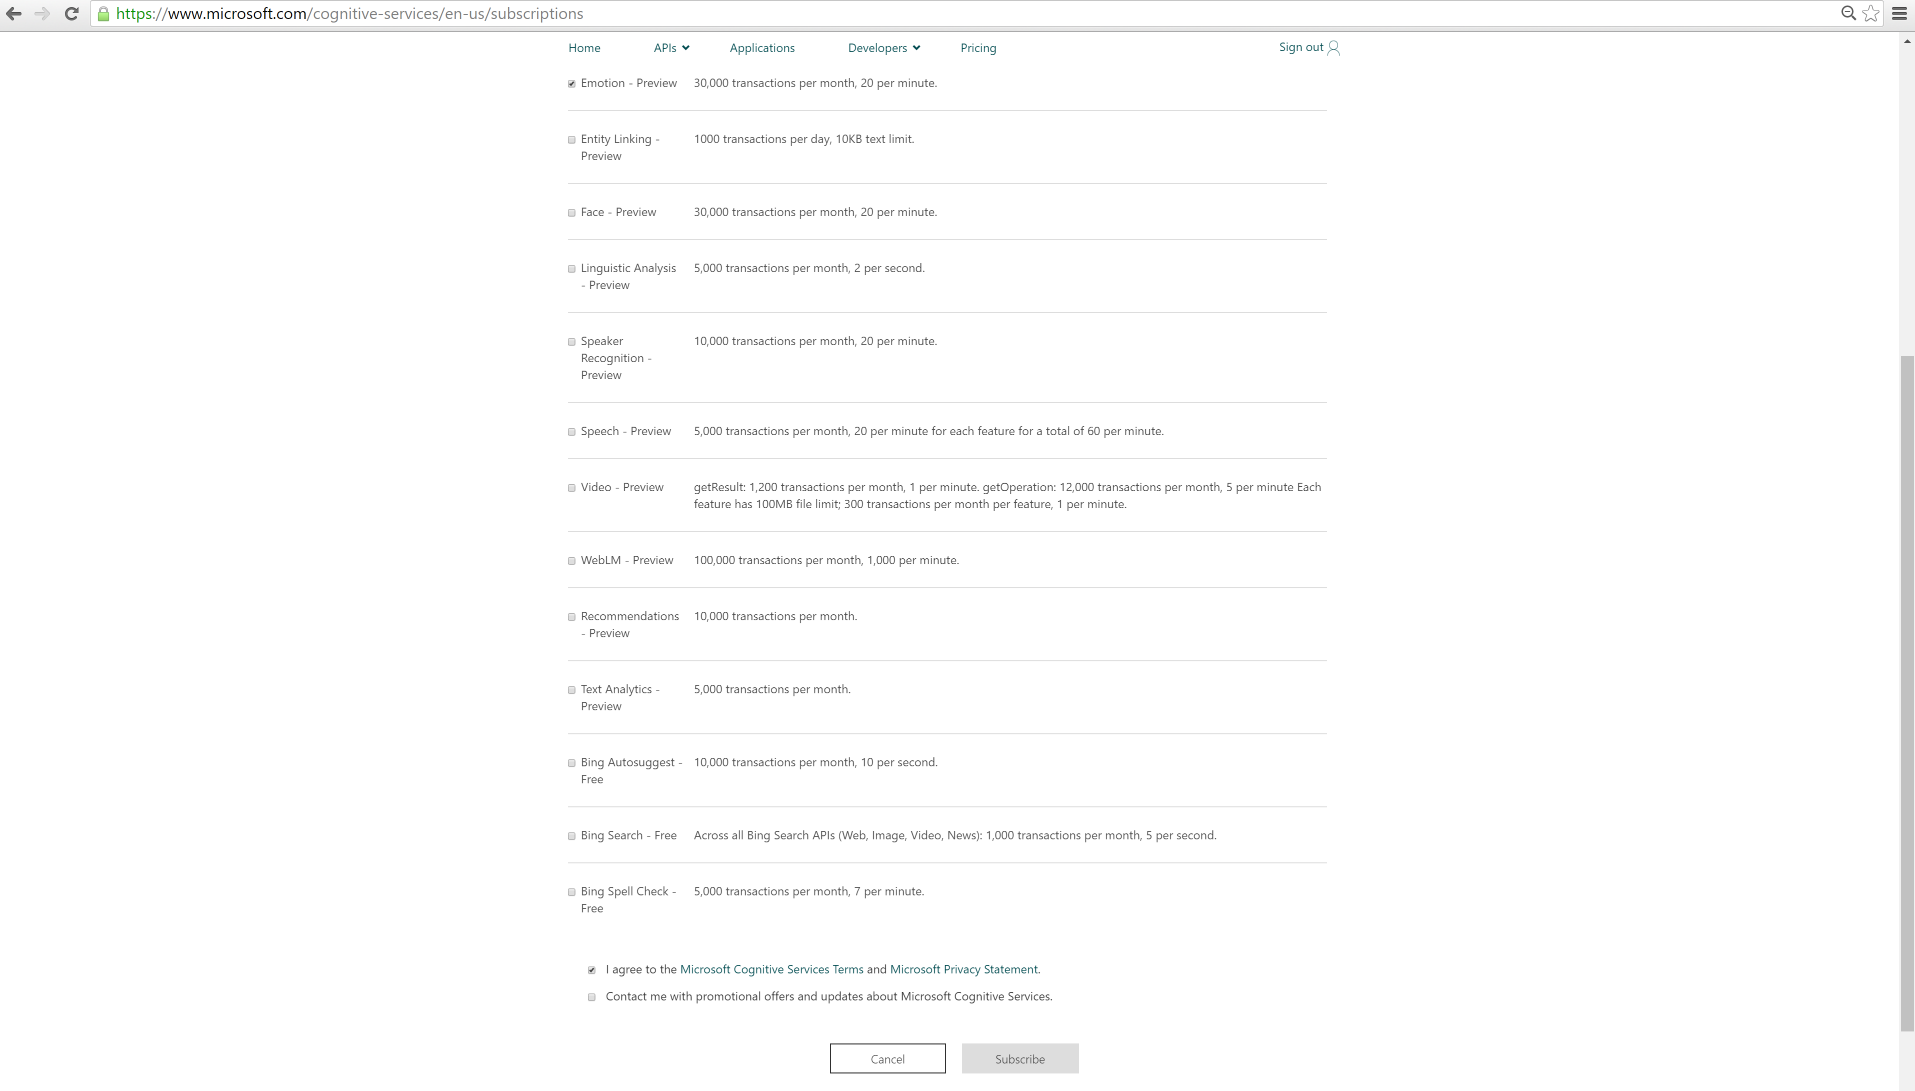 https://www.microsoft.com/cognitive-services/en-us/subscriptions
Home APIs Applications Developers Pricing Sign out
Emotion - Preview 30,000 transactions per month, 20 per minute.
Entity Linking - 1000 transactions per day, 10KB text limit.
Preview
Face - Preview 30,000 transactions per month, 20 per minute.
Linguistic Analysis 5,000 transactions per month, 2 per second.
- Preview
Speaker 10,000 transactions per month, 20 per minute.
Recognition -
Preview
Speech - Preview 5,000 transactions per month, 20 per minute for each feature for a total of 60 per minute.
Video - Preview getResult: 1,200 transactions per month, 1 per minute. getOperation: 12,000 transactions per month, 5 per minute Each
feature has 100MB file limit; 300 transactions per month per feature, 1 per minute.
WebLM - Preview 100,000 transactions per month, 1,000 per minute.
Recommendations 10,000 transactions per month.
- Preview
Text Analytics - 5,000 transactions per month.
Preview
Bing Autosuggest - 10,000 transactions per month, 10 per second.
Free
Bing Search - Free Across all Bing Search APIs (Web, Image, Video, News): 1,000 transactions per month, 5 per second.
Bing Spell Check - 5,000 transactions per month, 7 per minute.
Free
I agree to the Microsoft Cognitive Services Terms and Microsoft Privacy Statement.
Contact me with promotional offers and updates about Microsoft Cognitive Services.
Cancel Subscribe